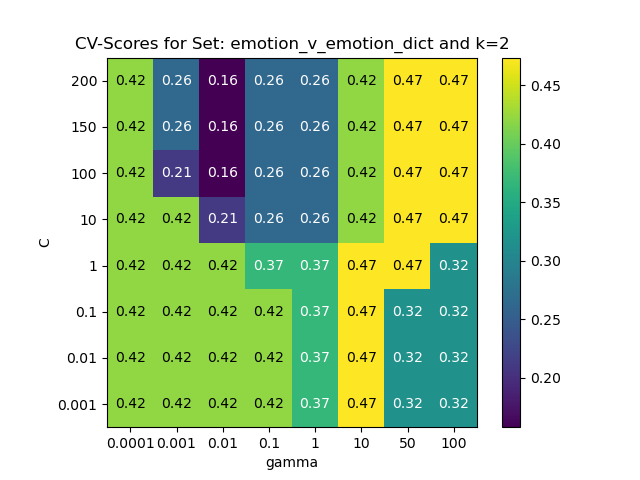 CV-Scores for Set: emotion_v_emotion_dict and k=2
200 0.42 0.26 0.16 0.26 0.26 0.42 0.47 0.47
150 0.42 0.26 0.16 0.26 0.26 0.42 0.47 0.47
100 0.42 0.21 0.16 0.26 0.26 0.42 0.47 0.47
10 0.42 0.42 0.21 0.26 0.26 0.42 0.47 0.47
C
1 0.42 0.42 0.42 0.37 0.37 0.47 0.47 0.32
0.1 0.42 0.42 0.42 0.42 0.37 0.47 0.32 0.32
0.01 0.42 0.42 0.42 0.42 0.37 0.47 0.32 0.32
0.001 0.42 0.42 0.42 0.42 0.37 0.47 0.32 0.32
0.0001 0.001 0.01 0.1 1 10 50 100
gamma
0.45
0.40
0.35
0.30
0.25
0.20